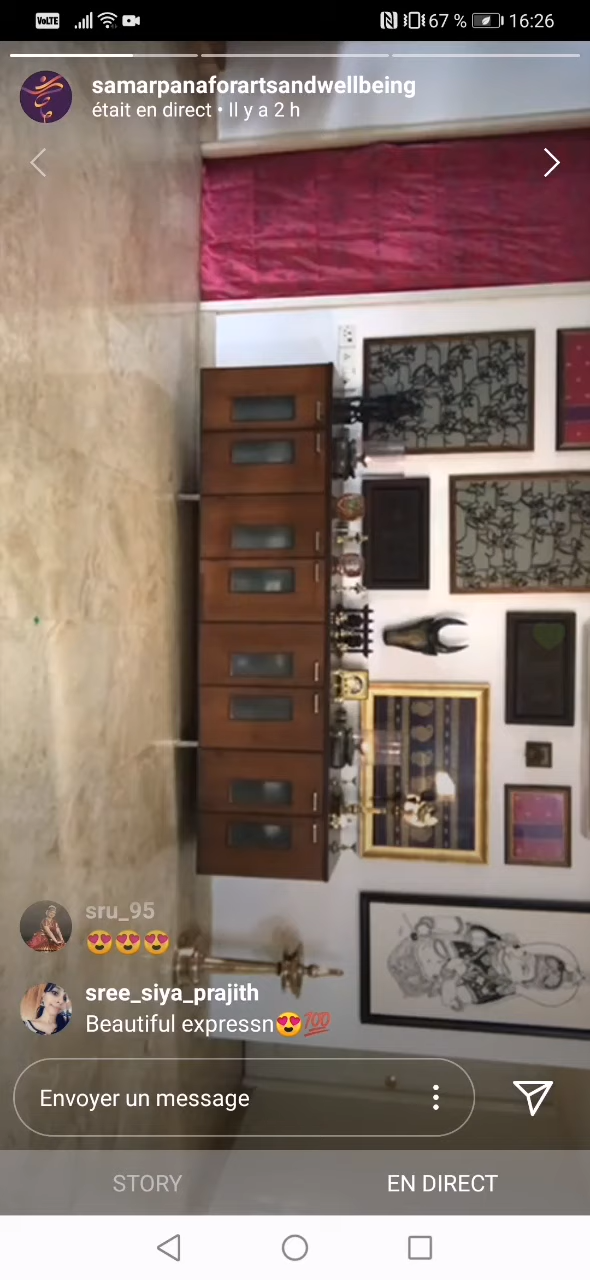 VoLTE
67 %
16:26
samarpanaforartsandwellbeing
était en direct • Il y a 2 h
sru_95
😍😍😍
sree_siya_prajith
Beautiful expressn😍💯
Envoyer un message
STORY
EN DIRECT